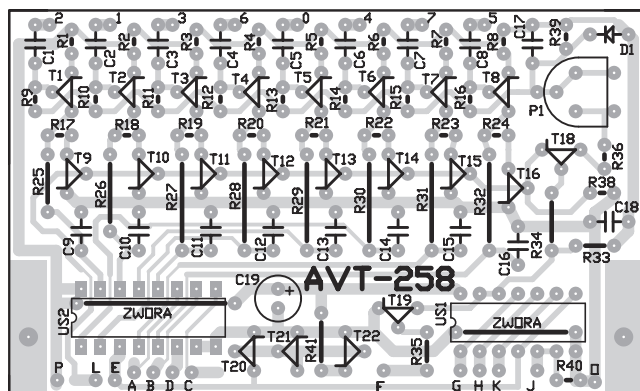 2 1 3 6 0 4 7 5
C1 R1 C2 R2 C3 R3 C4 R4 C5 R5 C6 R6 C7 R7 C8 R8 C17 R39 D1
T1 T2 T3 T4 T5 T6 T7 T8
R9 R10 R11 R12 R13 R14 R15 R16 P1
R17 R18 R19 R20 R21 R22 R23 R24 T18
T9 T10 T11 T12 T13 T14 T15 T16 R36
R25 R26 R27 R28 R29 R30 R31 R32 R38
C9 C10 C11 C12 C13 C14 C15 C16 R34 C18
R33
C19 + AVT-258
US2 ZWORA T19 US1 ZWORA
T20 T21 R41 T22 R35
P L E A B D C F G H K J R40 O